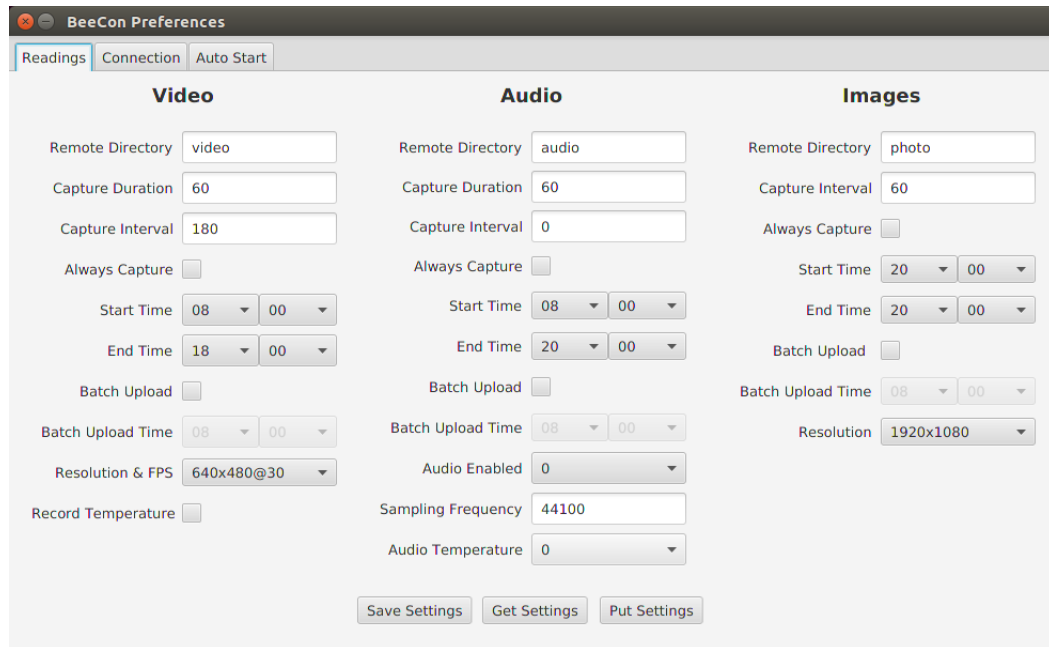 BeeCon Preferences
Readings Connection Auto Start
Video
Remote Directory video
Capture Duration 60
Capture Interval 180
Always Capture
Start Time 08 00
End Time 18 00
Batch Upload
Batch Upload Time 08 00
Resolution & FPS 640x480@30
Record Temperature
Audio
Remote Directory audio
Capture Duration 60
Capture Interval 0
Always Capture
Start Time 08 00
End Time 20 00
Batch Upload
Batch Upload Time 08 00
Audio Enabled 0
Sampling Frequency 44100
Audio Temperature 0
Images
Remote Directory photo
Capture Interval 60
Always Capture
Start Time 20 00
End Time 20 00
Batch Upload
Batch Upload Time 08 00
Resolution 1920x1080
Save Settings Get Settings Put Settings